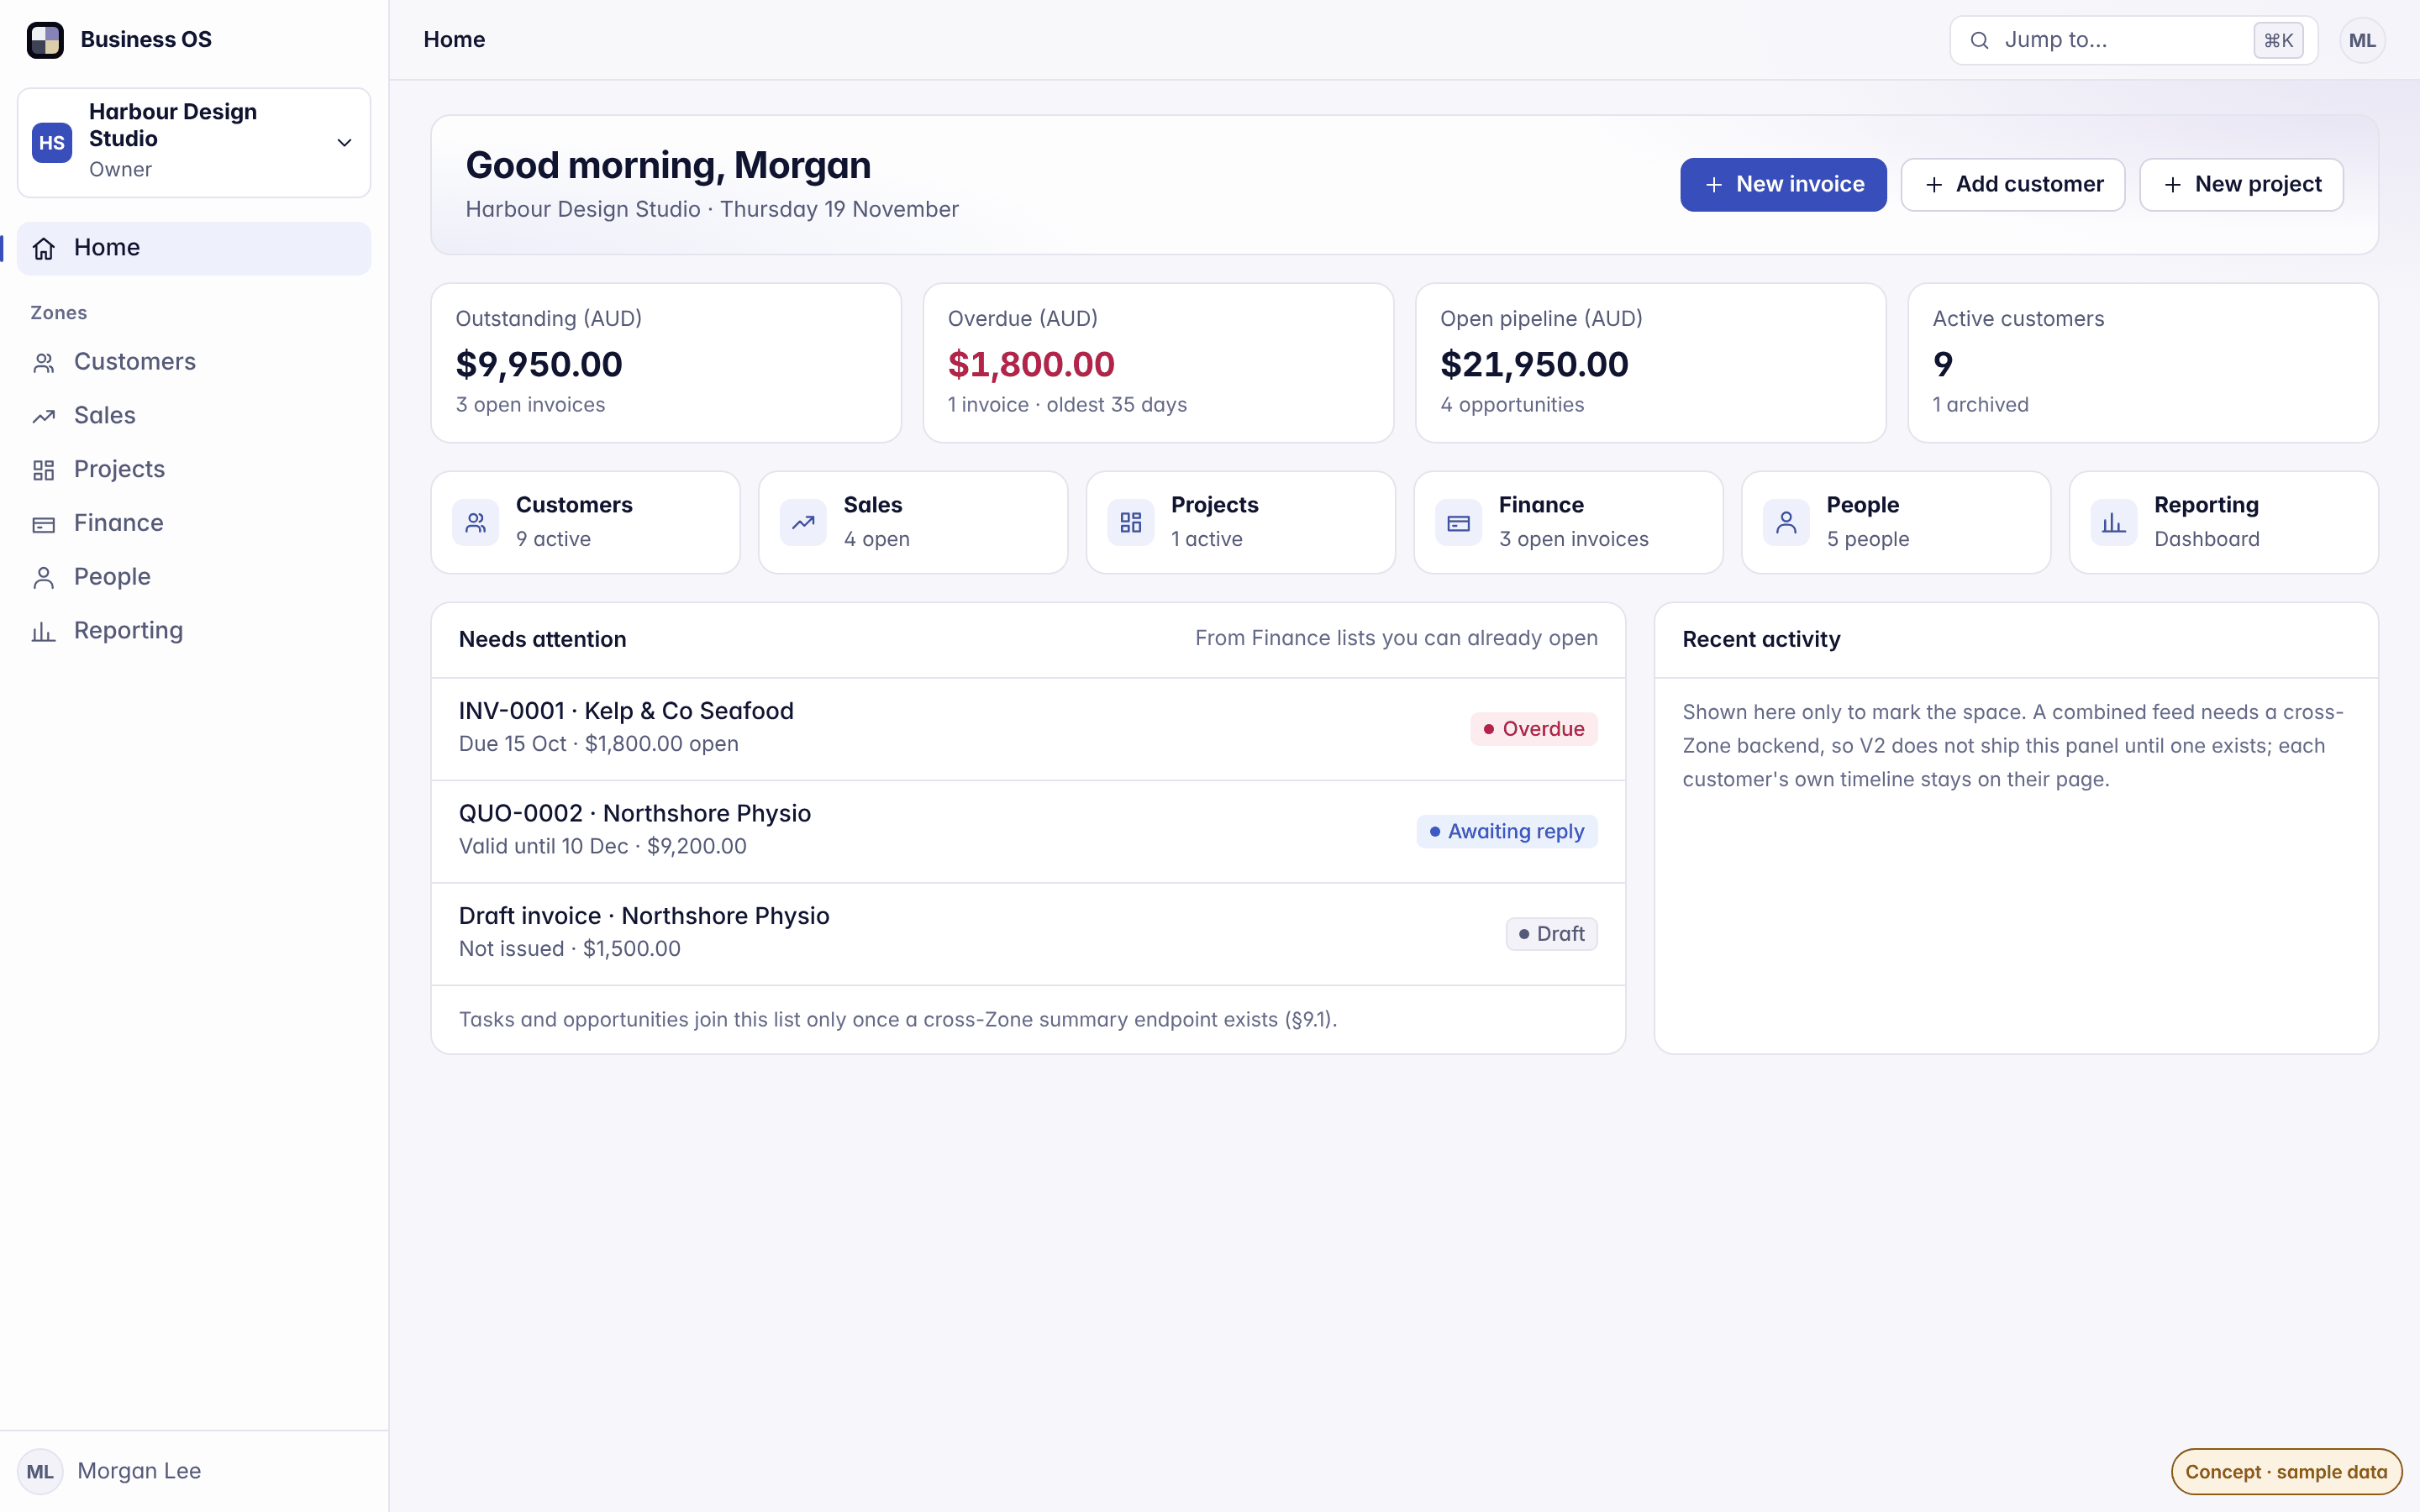 Business OS
HS
Harbour Design
Studio
Owner
Home
Zones
Customers
Sales
Projects
Finance
People
Reporting
ML
Morgan Lee
Home
Jump to...
⌘K
ML
Good morning, Morgan
Harbour Design Studio · Thursday 19 November
+ New invoice
+ Add customer
+ New project
Outstanding (AUD)
$9,950.00
3 open invoices
Overdue (AUD)
$1,800.00
1 invoice · oldest 35 days
Open pipeline (AUD)
$21,950.00
4 opportunities
Active customers
9
1 archived
Customers
9 active
Sales
4 open
Projects
1 active
Finance
3 open invoices
People
5 people
Reporting
Dashboard
Needs attention
From Finance lists you can already open
INV-0001 · Kelp & Co Seafood
Due 15 Oct · $1,800.00 open
Overdue
QUO-0002 · Northshore Physio
Valid until 10 Dec · $9,200.00
Awaiting reply
Draft invoice · Northshore Physio
Not issued · $1,500.00
Draft
Tasks and opportunities join this list only once a cross-Zone summary endpoint exists (§9.1).
Recent activity
Shown here only to mark the space. A combined feed needs a cross-
Zone backend, so V2 does not ship this panel until one exists; each
customer's own timeline stays on their page.
Concept · sample data